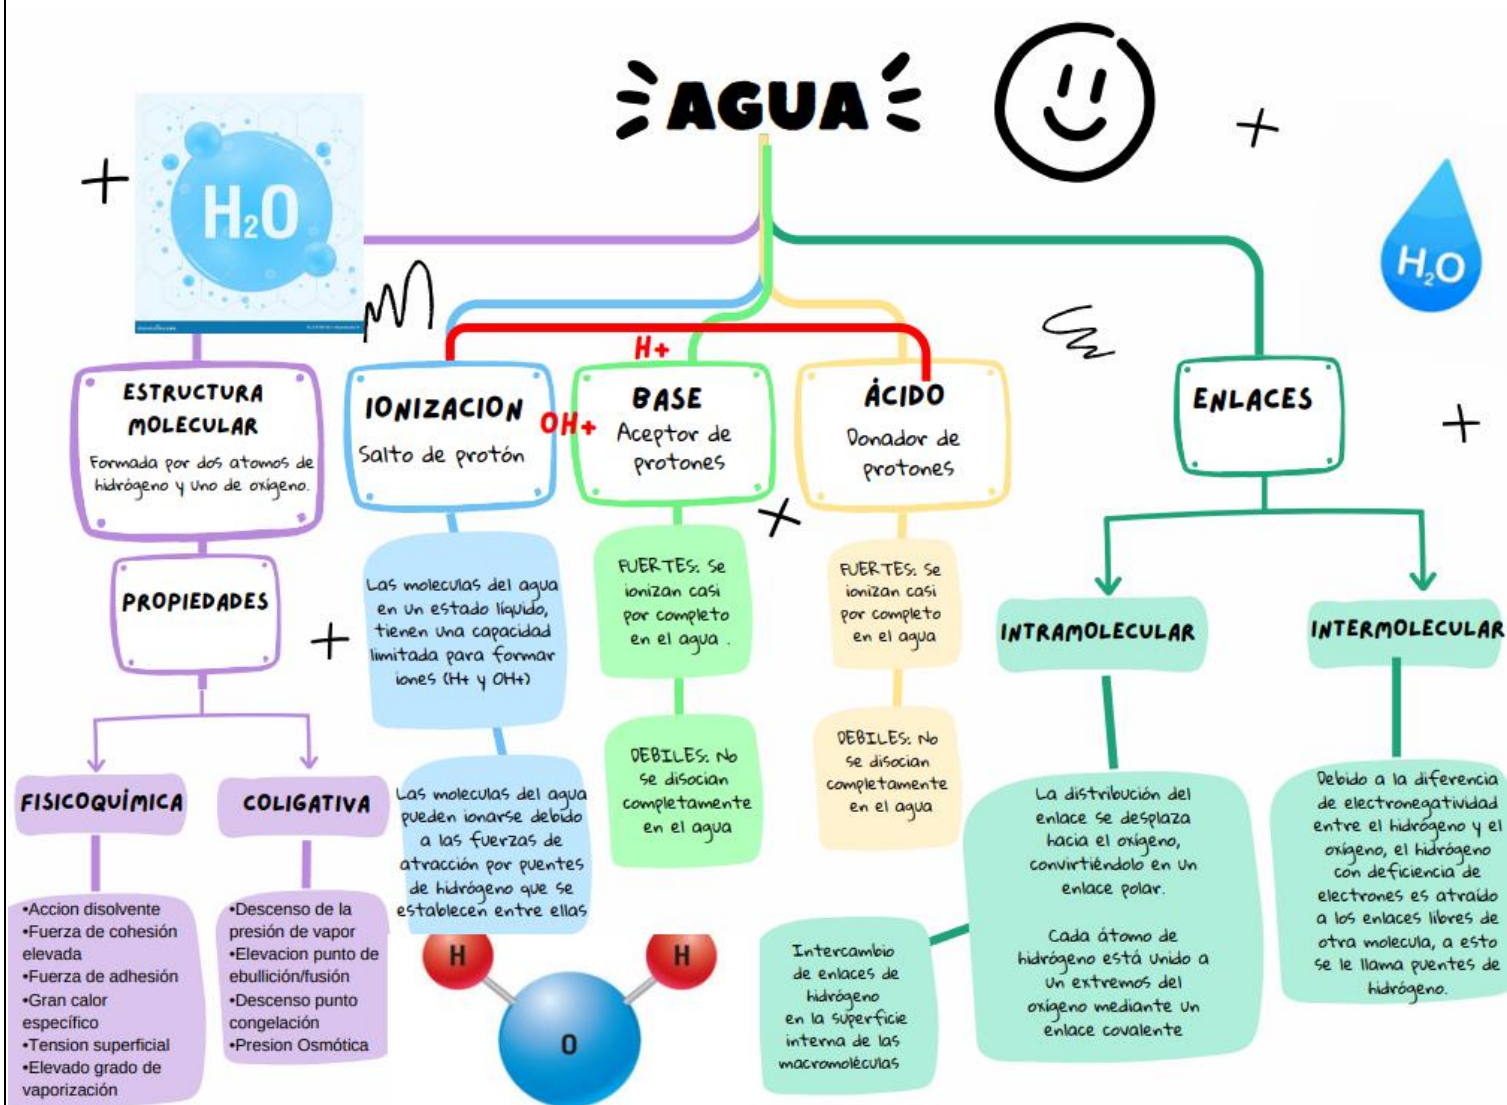 AGUA
H₂O
H₂O
H+
OH+
ESTRUCTURA
MOLECULAR
Formada por dos atomos de
hidrógeno y uno de oxígeno.
PROPIEDADES
FISICOQUÍMICA
•Accion disolvente
•Fuerza de cohesión
elevada
•Fuerza de adhesión
•Gran calor
específico
•Tension superficial
•Elevado grado de
vaporización
COLIGATIVA
•Descenso de la
presión de vapor
•Elevacion punto de
ebullición/fusión
•Descenso punto
congelación
•Presion Osmótica
IONIZACION
Salto de protón
Las moleculas del agua
en un estado líquido,
tienen una capacidad
limitada para formar
iones (H+ y OH+)
Las moleculas del agua
pueden ionarse debido
a las fuerzas de
atracción por puentes
de hidrógeno que se
establecen entre ellas
H
H
O
BASE
Aceptor de
protones
FUERTES: Se
ionizan casi
por completo
en el agua .
DEBILES: No
se disocian
completamente
en el agua
ÁCIDO
Donador de
protones
FUERTES: Se
ionizan casi
por completo
en el agua
DEBILES: No
se disocian
completamente
en el agua
ENLACES
INTRAMOLECULAR
La distribución del
enlace se desplaza
hacia el oxígeno,
convirtiéndolo en un
enlace polar.
Cada átomo de
hidrógeno está unido a
un extremos del
oxígeno mediante un
enlace covalente
Intercambio
de enlaces de
hidrógeno
en la superficie
interna de las
macromoléculas
INTERMOLECULAR
Debido a la diferencia
de electronegatividad
entre el hidrógeno y el
oxígeno, el hidrógeno
con deficiencia de
electrones es atraído
a los enlaces libres de
otra molecula, a esto
se le llama puentes de
hidrógeno.